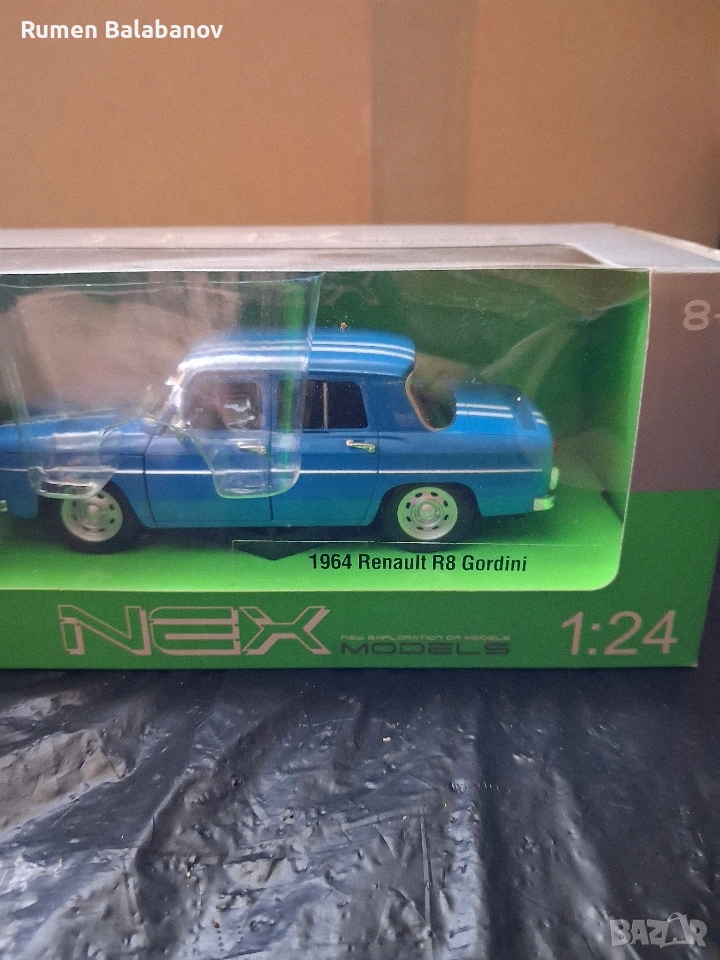 Rumen Balabanov
8+
1964 Renault R8 Gordini
NEX
NEW EXPLORATION OF MODELS
MODELS
1:24
BAZAR